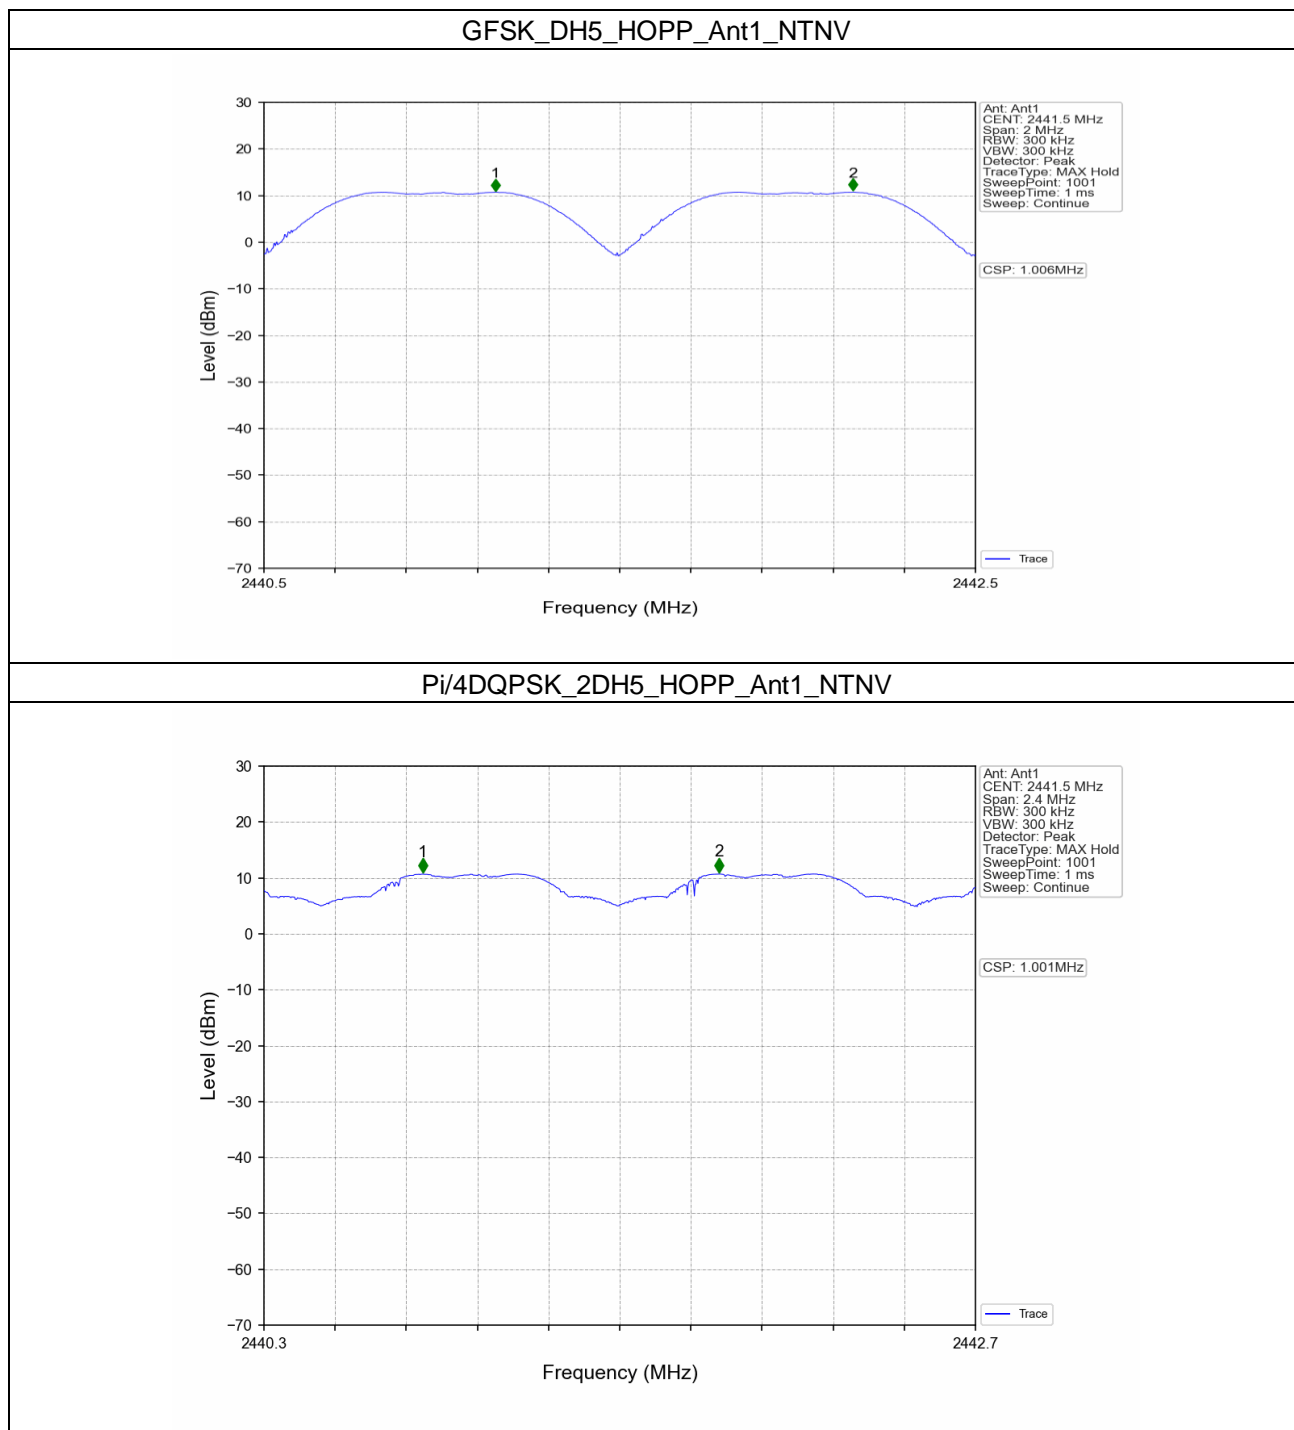 GFSK_DH5_HOPP_Ant1_NTNV
30
20
10
0
−10
−20
−30
−40
−50
−60
−70
Level (dBm)
1
2
2440.5
2442.5
Frequency (MHz)
Ant: Ant1
CENT: 2441.5 MHz
Span: 2 MHz
RBW: 300 kHz
VBW: 300 kHz
Detector: Peak
TraceType: MAX Hold
SweepPoint: 1001
SweepTime: 1 ms
Sweep: Continue
CSP: 1.006MHz
Trace
Pi/4DQPSK_2DH5_HOPP_Ant1_NTNV
30
20
10
0
−10
−20
−30
−40
−50
−60
−70
Level (dBm)
1
2
2440.3
2442.7
Frequency (MHz)
Ant: Ant1
CENT: 2441.5 MHz
Span: 2.4 MHz
RBW: 300 kHz
VBW: 300 kHz
Detector: Peak
TraceType: MAX Hold
SweepPoint: 1001
SweepTime: 1 ms
Sweep: Continue
CSP: 1.001MHz
Trace